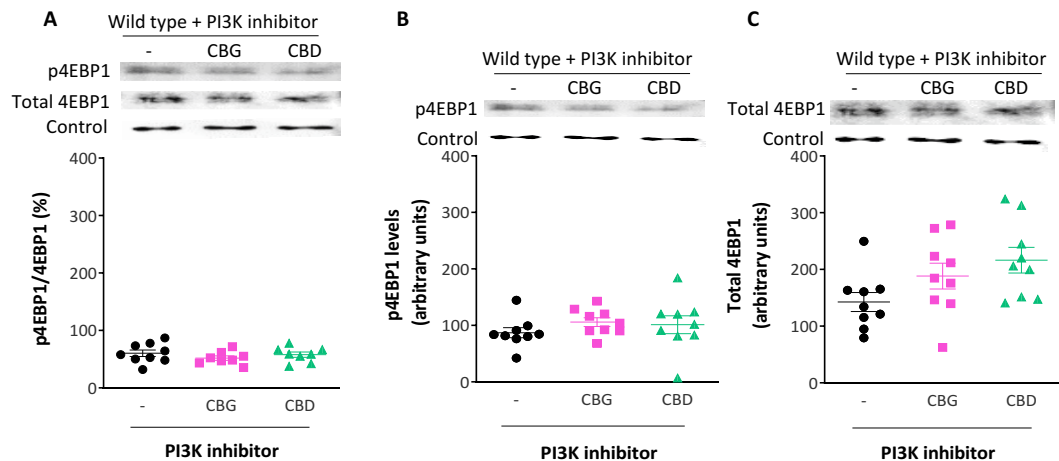 A
Wild type + PI3K inhibitor
- CBG CBD
p4EBP1
Total 4EBP1
Control
400
300
200
100
0
p4EBP1/4EBP1 (%)
- CBG CBD
PI3K inhibitor
B
Wild type + PI3K inhibitor
- CBG CBD
p4EBP1
Control
400
300
200
100
0
p4EBP1 levels
(arbitrary units)
- CBG CBD
PI3K inhibitor
C
Wild type + PI3K inhibitor
- CBG CBD
Total 4EBP1
Control
400
300
200
100
0
Total 4EBP1
(arbitrary units)
- CBG CBD
PI3K inhibitor